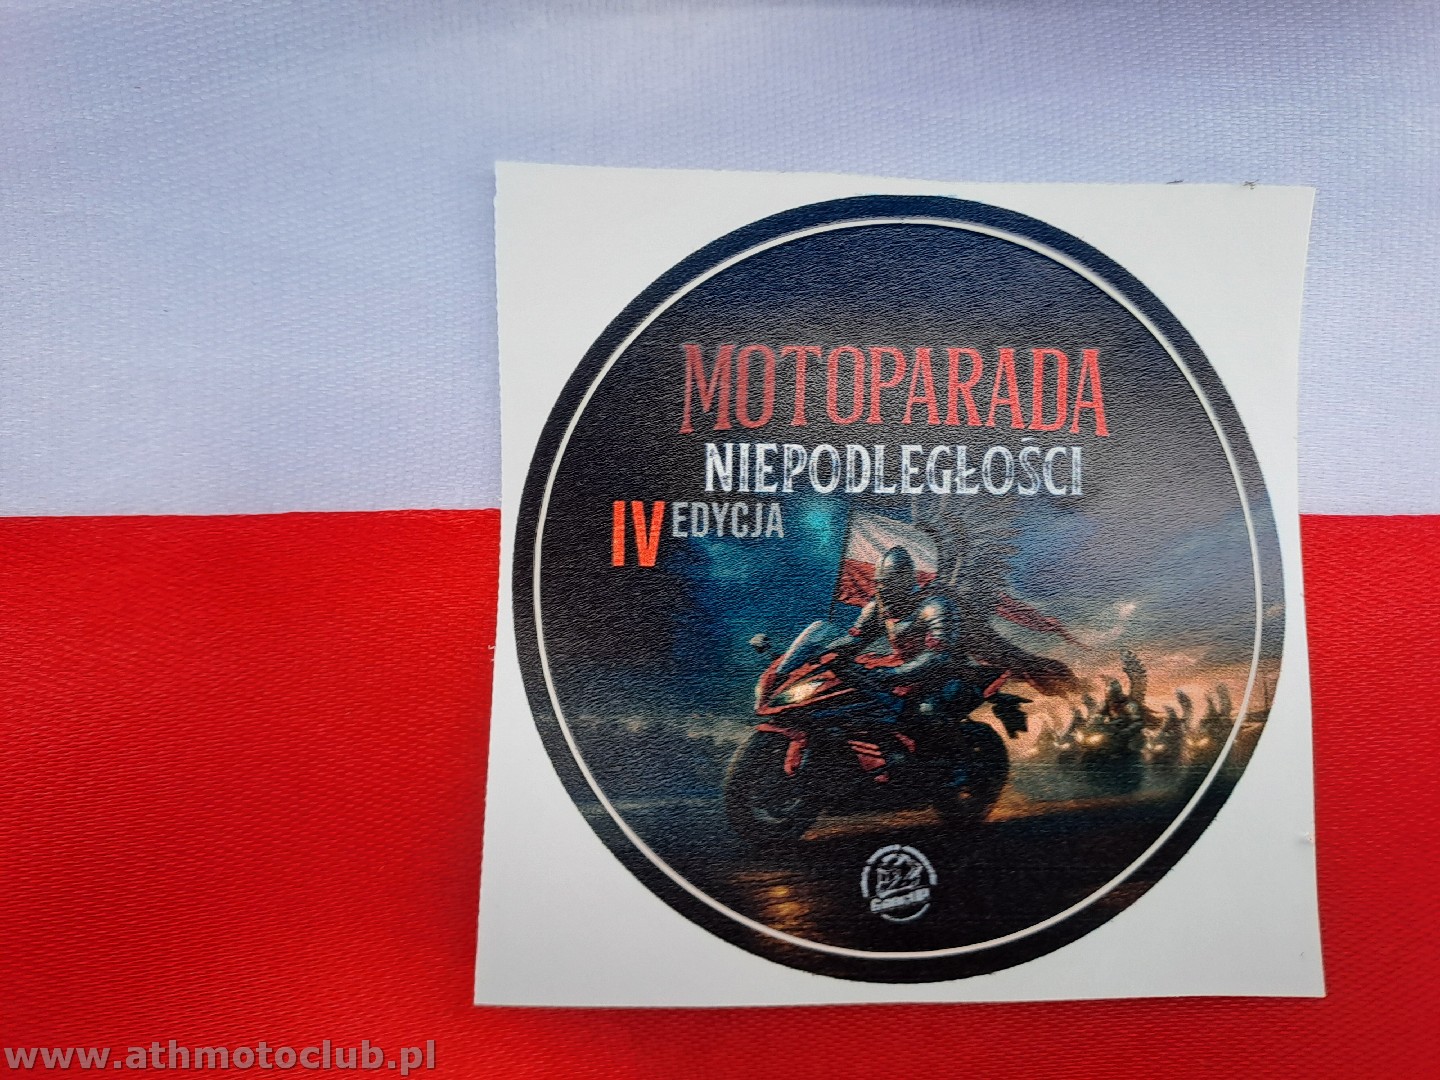 MOTOPARADA
NIEPODLEGŁOŚCI
IV EDYCJA
www.athmotoclub.pl